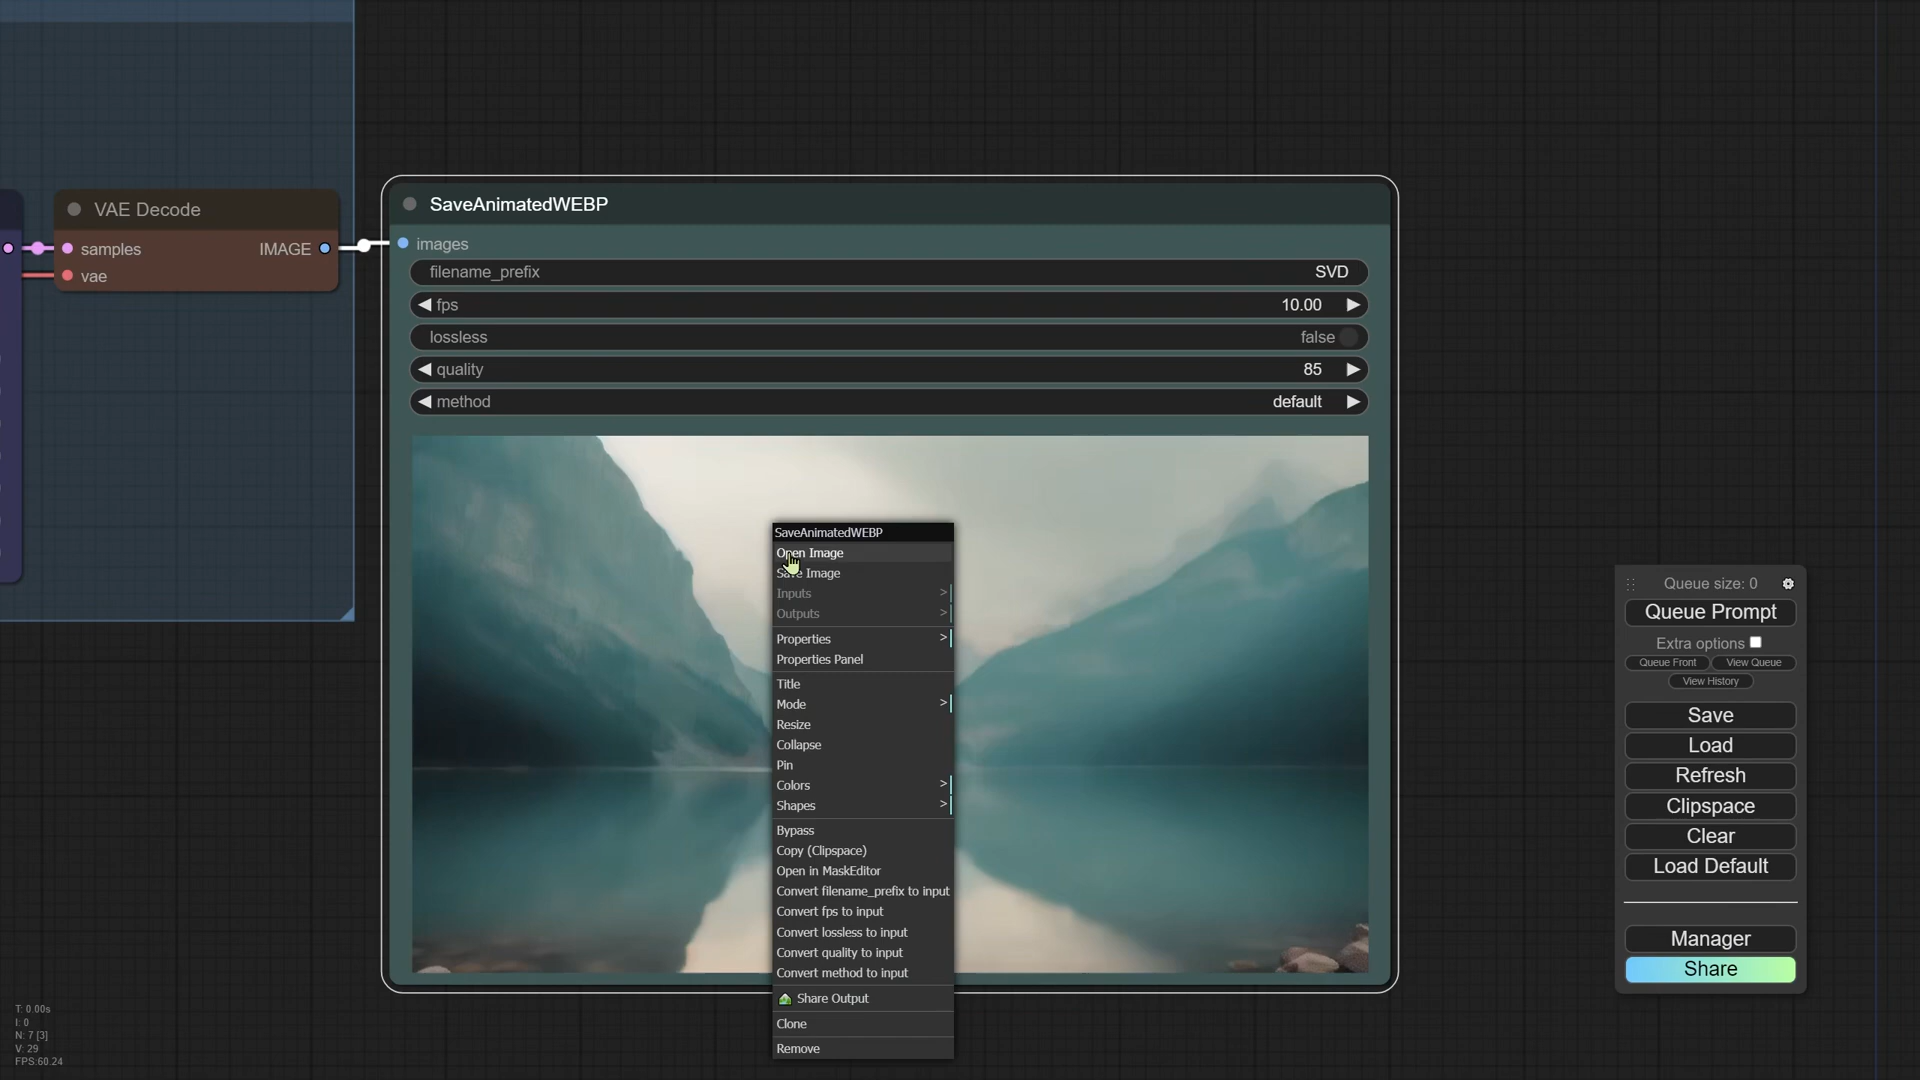 VAE Decode
samples IMAGE
vae
SaveAnimatedWEBP
images
filename_prefix SVD
fps 10.00
lossless false
quality 85
method default
SaveAnimatedWEBP
Open Image
Save Image
Inputs >
Outputs >
Properties >
Properties Panel
Title
Mode >
Resize
Collapse
Pin
Colors >
Shapes >
Bypass
Copy (Clipspace)
Open in MaskEditor
Convert filename_prefix to input
Convert fps to input
Convert lossless to input
Convert quality to input
Convert method to input
Share Output
Clone
Remove
Queue size: 0
Queue Prompt
Extra options
Queue Front View Queue
View History
Save
Load
Refresh
Clipspace
Clear
Load Default
Manager
Share
T: 0.00s
I: 0
N: 7 [3]
V: 29
FPS:60.24